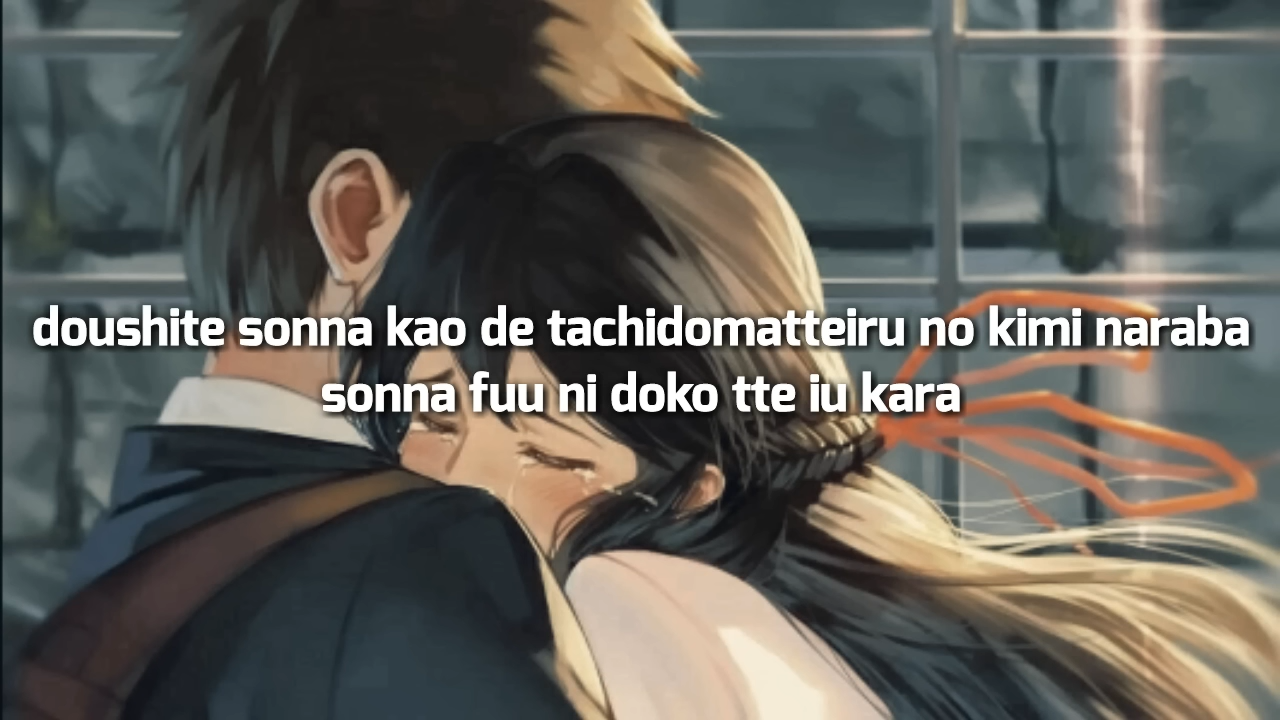 doushite sonna kao de tachidomatteiru no kimi naraba
sonna fuu ni doko tte iu kara